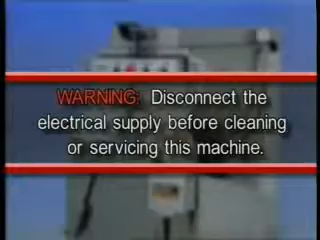 WARNING: Disconnect the
electrical supply before cleaning
or servicing this machine.